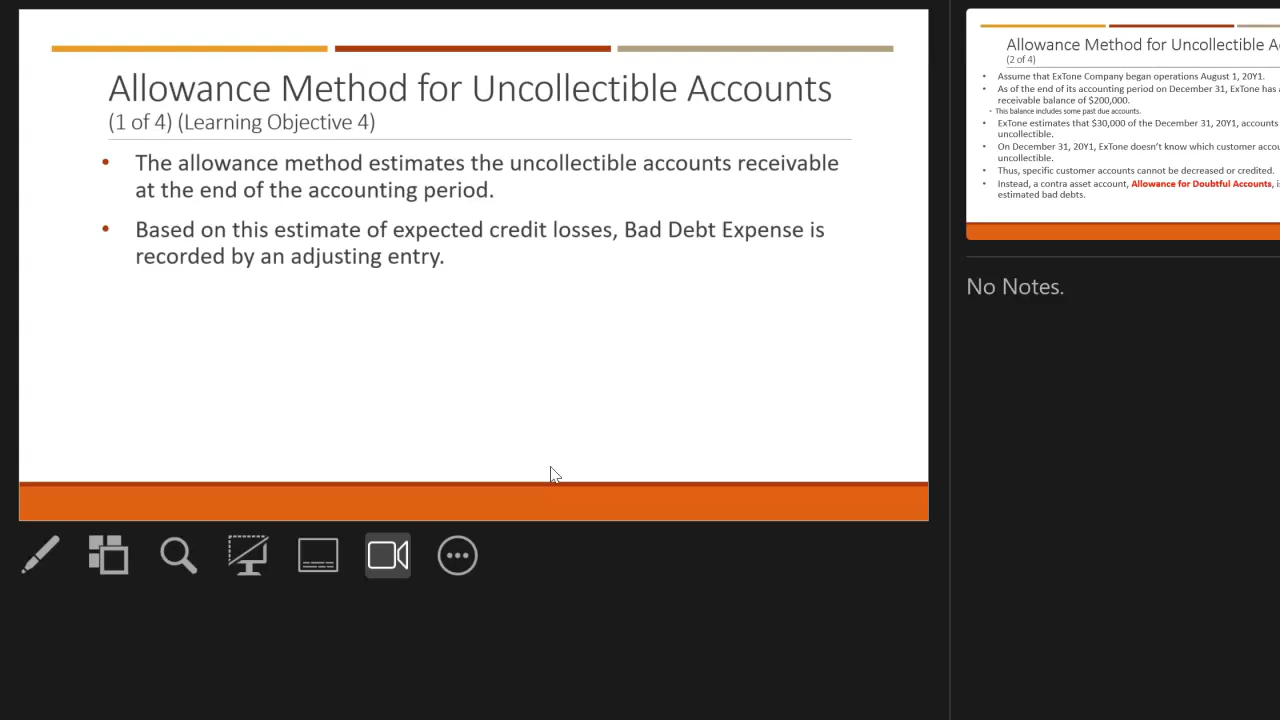 Allowance Method for Uncollectible Accounts
(1 of 4) (Learning Objective 4)
• The allowance method estimates the uncollectible accounts receivable
at the end of the accounting period.
• Based on this estimate of expected credit losses, Bad Debt Expense is
recorded by an adjusting entry.
Allowance Method for Uncollectible
(2 of 4)
• Assume that ExTone Company began operations August 1, 20Y1.
• As of the end of its accounting period on December 31, ExTone has
receivable balance of $200,000.
◦ This balance includes some past due accounts.
• ExTone estimates that $30,000 of the December 31, 20Y1, accounts
uncollectible.
• On December 31, 20Y1, ExTone doesn't know which customer
uncollectible.
• Thus, specific customer accounts cannot be decreased or credited.
• Instead, a contra asset account, Allowance for Doubtful Accounts,
estimated bad debts.
No Notes.